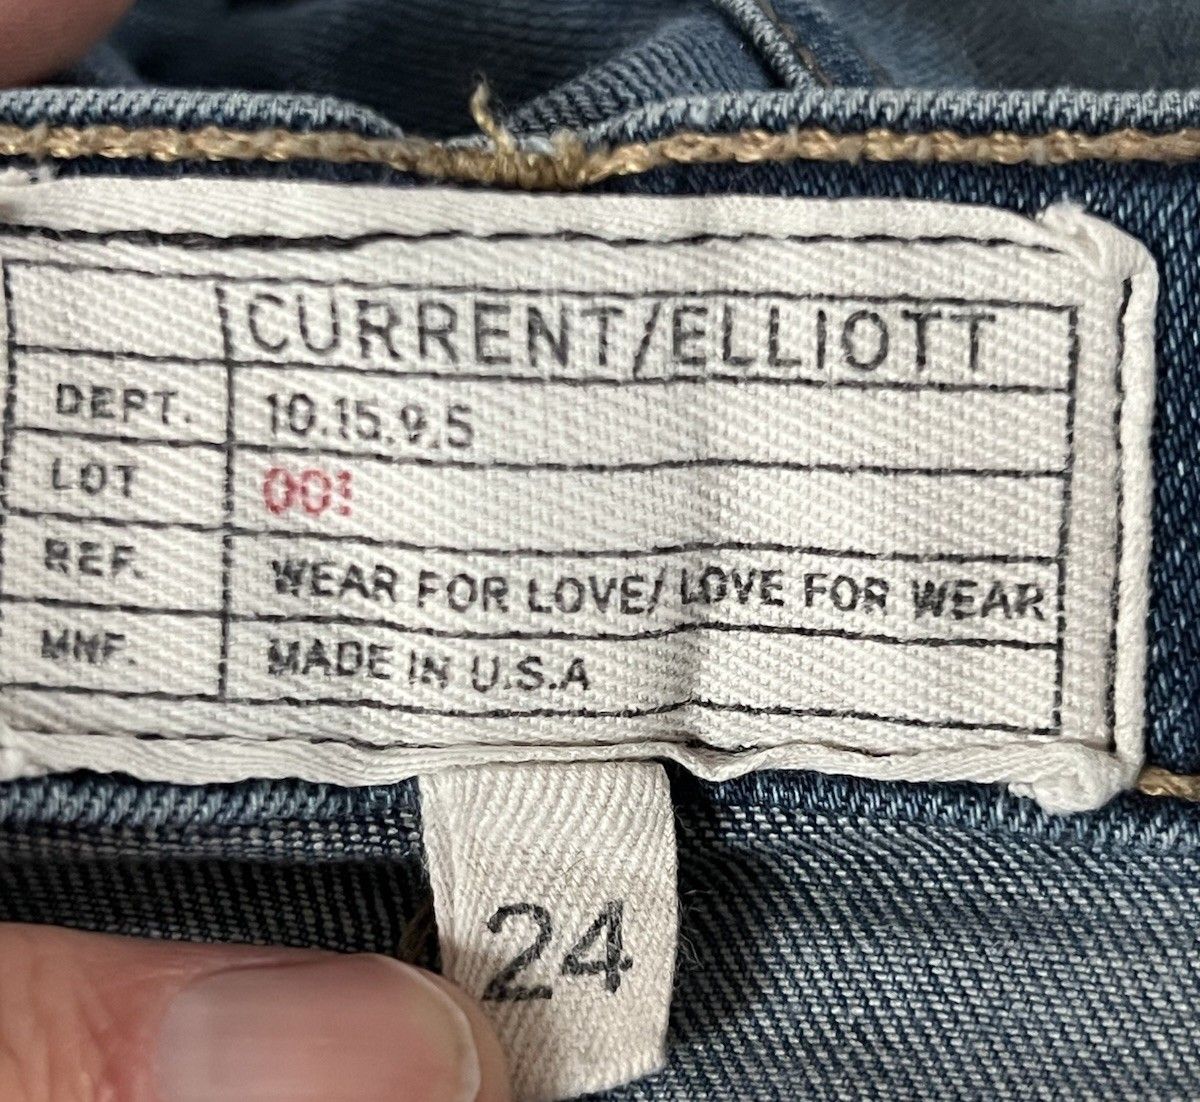 CURRENT/ELLIOTT
DEPT. 10.15.9.5
LOT
REF. WEAR FOR LOVE/ LOVE FOR WEAR
MNF. MADE IN U.S.A
24